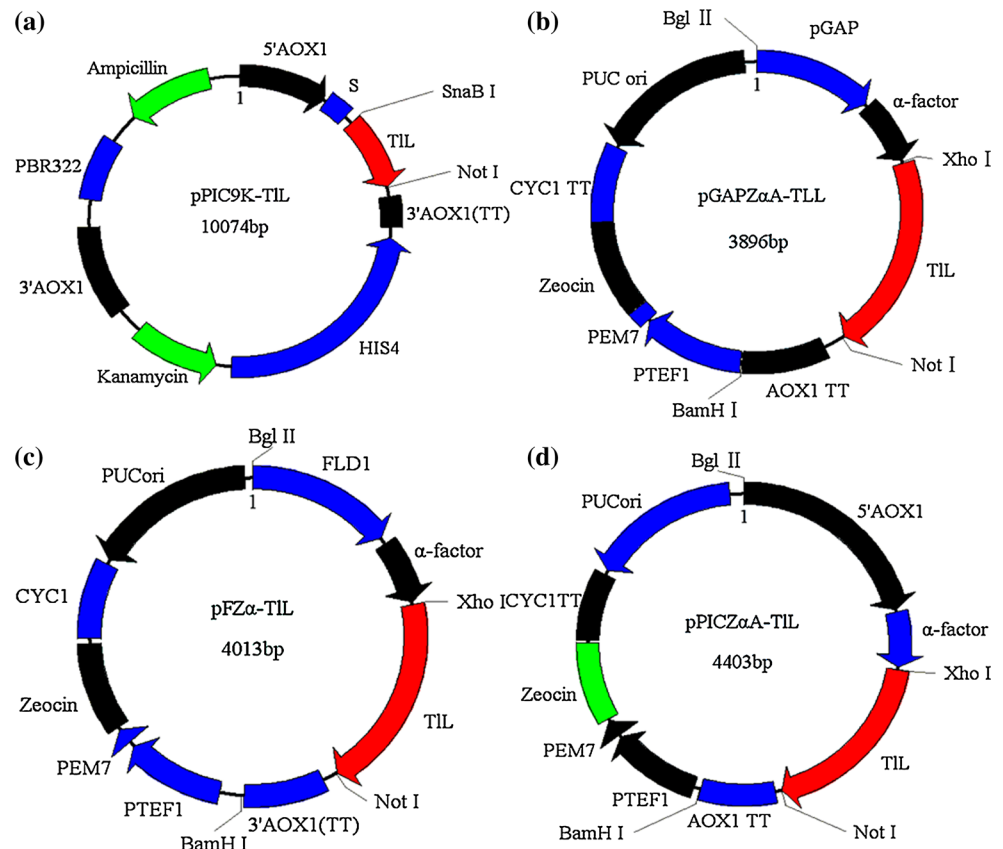 (a)
5'AOX1
Ampicillin
S
1
SnaB I
TlL
PBR322
Not I
pPIC9K-TlL
3'AOX1(TT)
10074bp
3'AOX1
HIS4
Kanamycin
(b)
Bgl II
pGAP
PUC ori
1
α-factor
Xho I
CYC1 TT
pGAPZαA-TLL
3896bp
TlL
Zeocin
PEM7
PTEF1
Not I
AOX1 TT
BamH I
(c)
Bgl II
PUCori
FLD1
1
α-factor
CYC1
Xho I
pFZα-TlL
4013bp
Zeocin
TlL
PEM7
PTEF1
Not I
3'AOX1(TT)
BamH I
(d)
Bgl II
PUCori
5'AOX1
1
CYC1TT
pPICZαA-TlL
α-factor
4403bp
Xho I
Zeocin
PEM7
TlL
PTEF1
AOX1 TT
BamH I
Not I